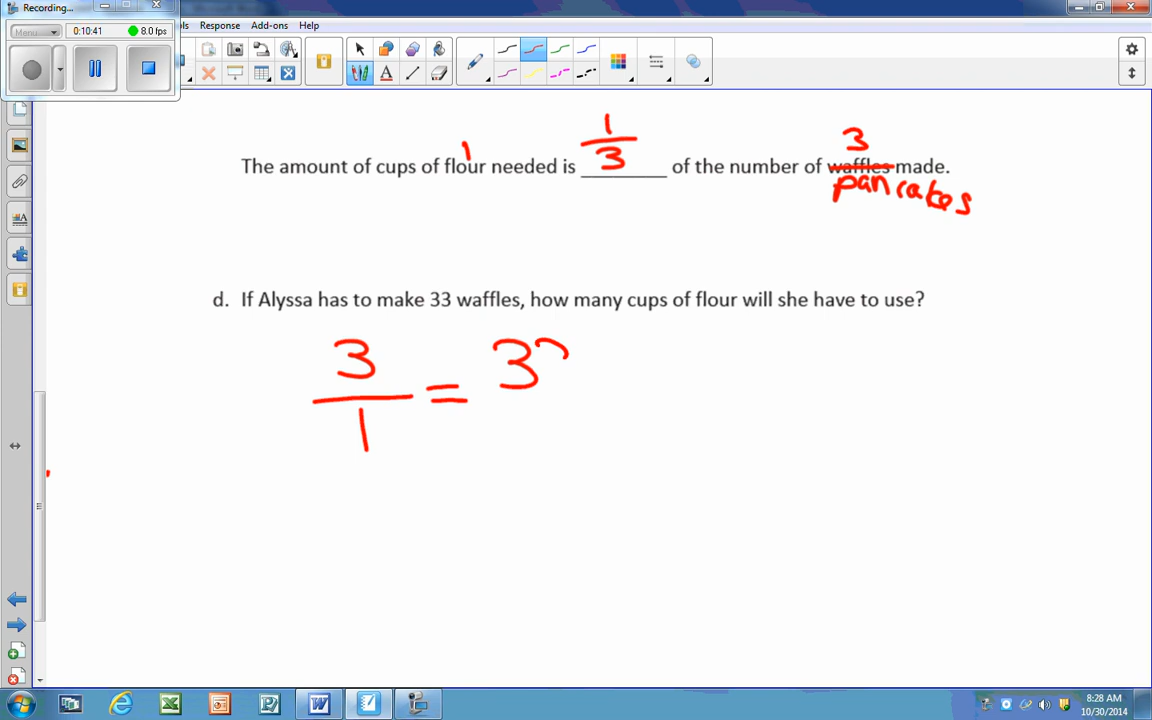 Recording...
Menu 0:10:41 8.0 fps
Response Add-ons Help
1
3
The amount of cups of flour needed is ________ of the number of waffles made.
1
3
pancakes
d. If Alyssa has to make 33 waffles, how many cups of flour will she have to use?
3
1
= 3
8:28 AM
10/30/2014